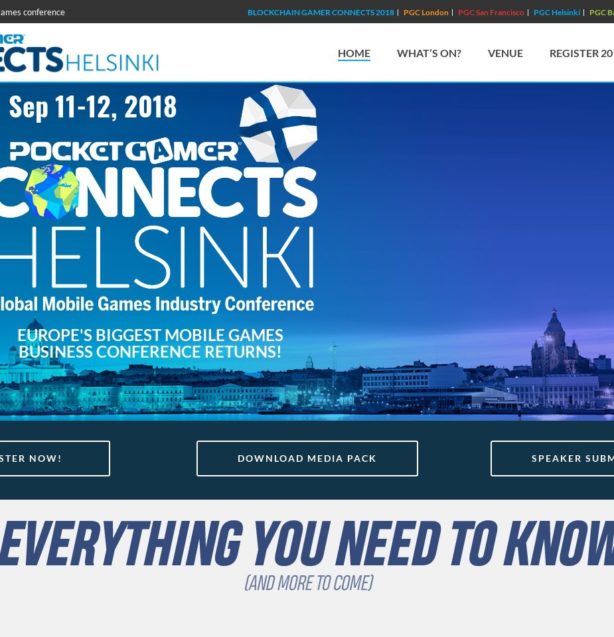 ames conference
BLOCKCHAIN GAMER CONNECTS 2018 | PGC London | PGC San Francisco | PGC Helsinki | PGC Ba
MER
ECTS HELSINKI
HOME WHAT'S ON? VENUE REGISTER 20
Sep 11-12, 2018
POCKETGAMER
CONNECTS
HELSINKI
lobal Mobile Games Industry Conference
EUROPE'S BIGGEST MOBILE GAMES
BUSINESS CONFERENCE RETURNS!
STER NOW! DOWNLOAD MEDIA PACK SPEAKER SUBM
EVERYTHING YOU NEED TO KNOW
(AND MORE TO COME)